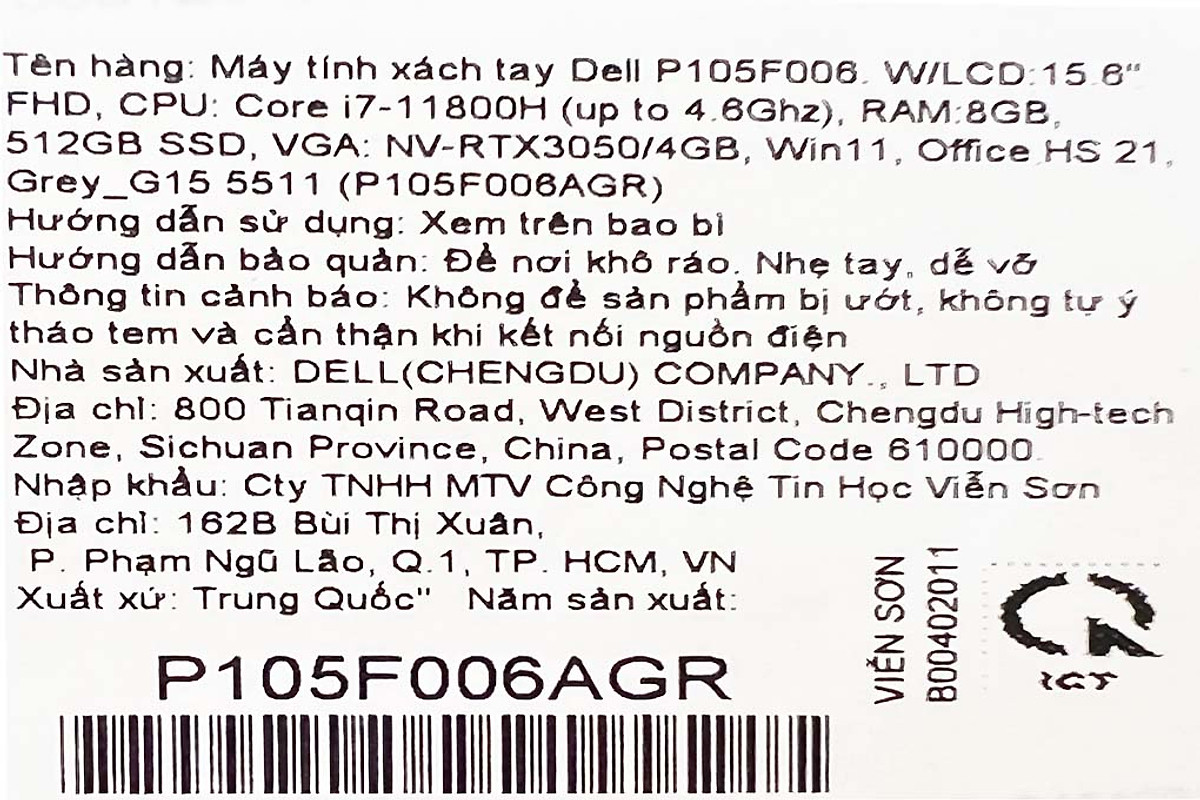 Tên hàng: Máy tính xách tay Dell P105F006. W/LCD:15.6"
FHD, CPU: Core i7-11800H (up to 4.6Ghz), RAM:8GB,
512GB SSD, VGA: NV-RTX3050/4GB, Win11, Office HS 21,
Grey_G15 5511 (P105F006AGR)
Hướng dẫn sử dụng: Xem trên bao bì
Hướng dẫn bảo quản: Để nơi khô ráo. Nhẹ tay, dễ vỡ
Thông tin cảnh báo: Không để sản phẩm bị ướt, không tự ý
tháo tem và cẩn thận khi kết nối nguồn điện
Nhà sản xuất: DELL(CHENGDU) COMPANY., LTD
Địa chỉ: 800 Tianqin Road, West District, Chengdu High-tech
Zone, Sichuan Province, China, Postal Code 610000.
Nhập khẩu: Cty TNHH MTV Công Nghệ Tin Học Viễn Sơn
Địa chỉ: 162B Bùi Thị Xuân,
P. Phạm Ngũ Lão, Q.1, TP. HCM, VN
Xuất xứ: Trung Quốc" Năm sản xuất:
P105F006AGR
VIỄN SƠN
B00402011
ICT